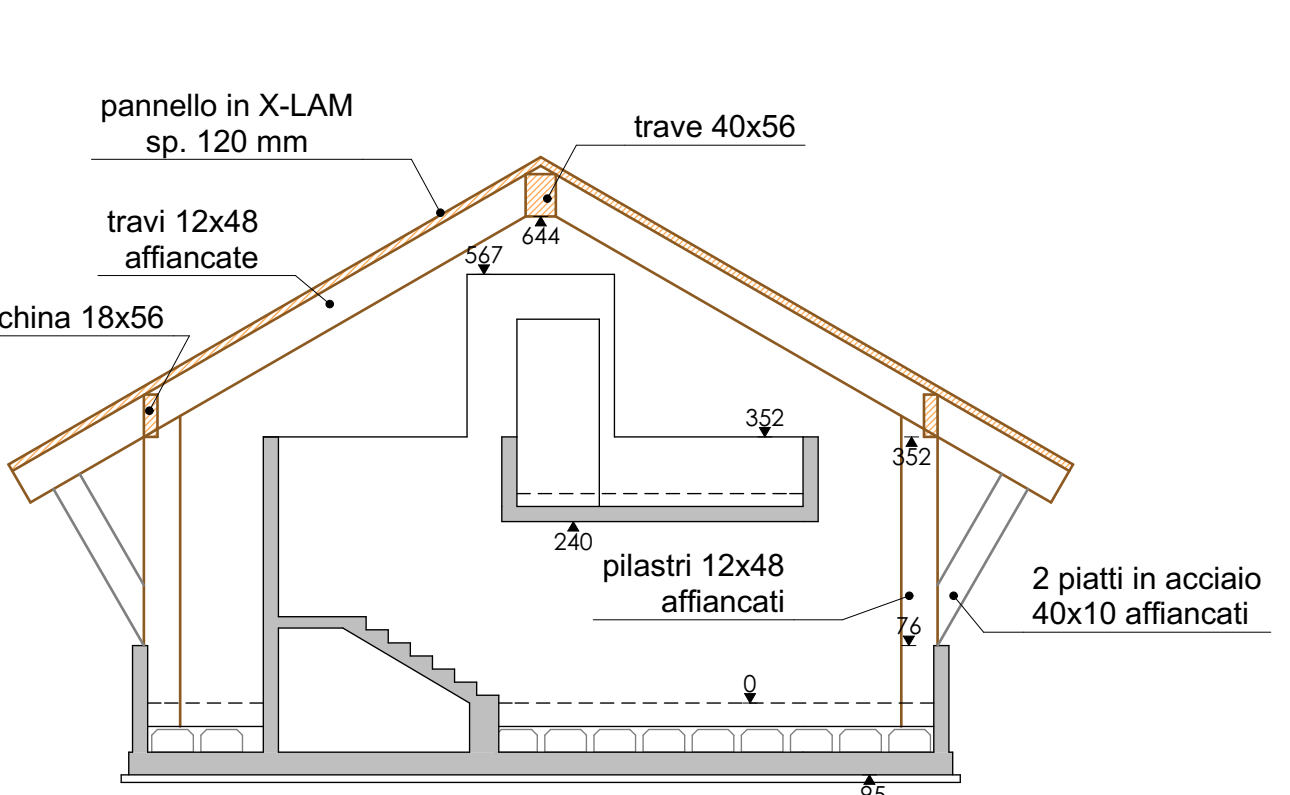 pannello in X-LAM
sp. 120 mm
trave 40x56
travi 12x48
affiancate
644
567
china 18x56
352
352
240
pilastri 12x48
affiancati
2 piatti in acciaio
40x10 affiancati
76
0